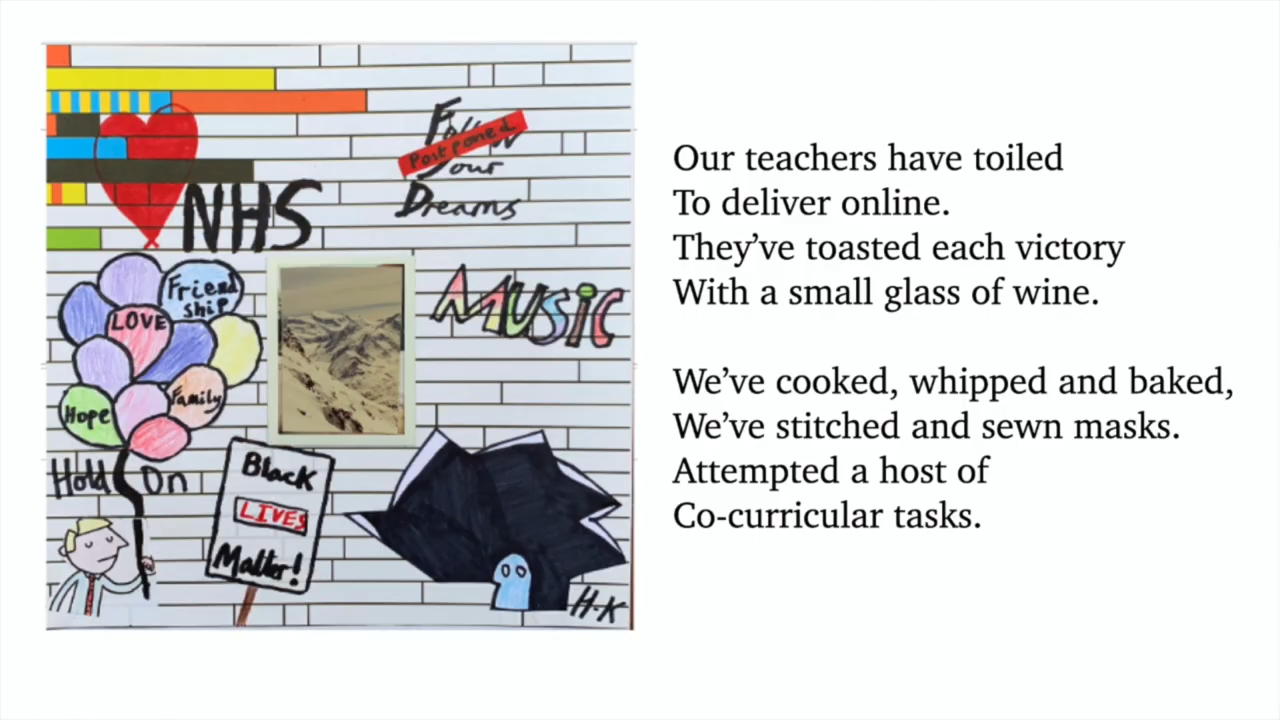 Follow
Postponed
Your
Dreams
NHS
Friend
ship
LOVE
MUSIC
Hope
Family
Hold On
Black
LIVES
Matter!
H.K
Our teachers have toiled
To deliver online.
They’ve toasted each victory
With a small glass of wine.
We’ve cooked, whipped and baked,
We’ve stitched and sewn masks.
Attempted a host of
Co-curricular tasks.